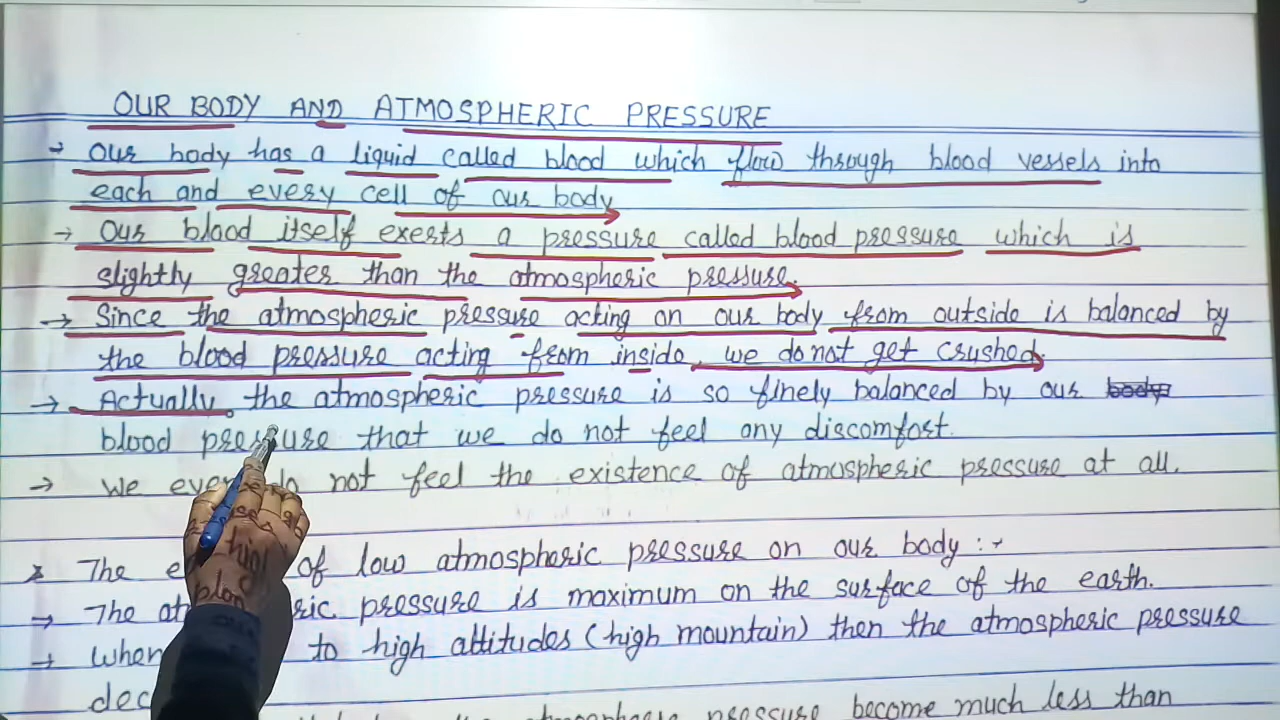 OUR BODY AND ATMOSPHERIC PRESSURE
→ Our body has a liquid called blood which flow through blood vessels into
each and every cell of our body
→ Our blood itself exerts a pressure called blood pressure which is
slightly greater than the atmospheric pressure.
→ Since the atmospheric pressure acting on our body from outside is balanced by
the blood pressure acting from inside, we do not get crushed.
→ Actually, the atmospheric pressure is so finely balanced by our body
blood pressure that we do not feel any discomfort.
→ We even do not feel the existence of atmospheric pressure at all.
The of low atmospheric pressure on our body :→
→ The pressure is maximum on the surface of the earth.
→ When to high altitudes (high mountain) then the atmospheric pressure
pressure become much less than